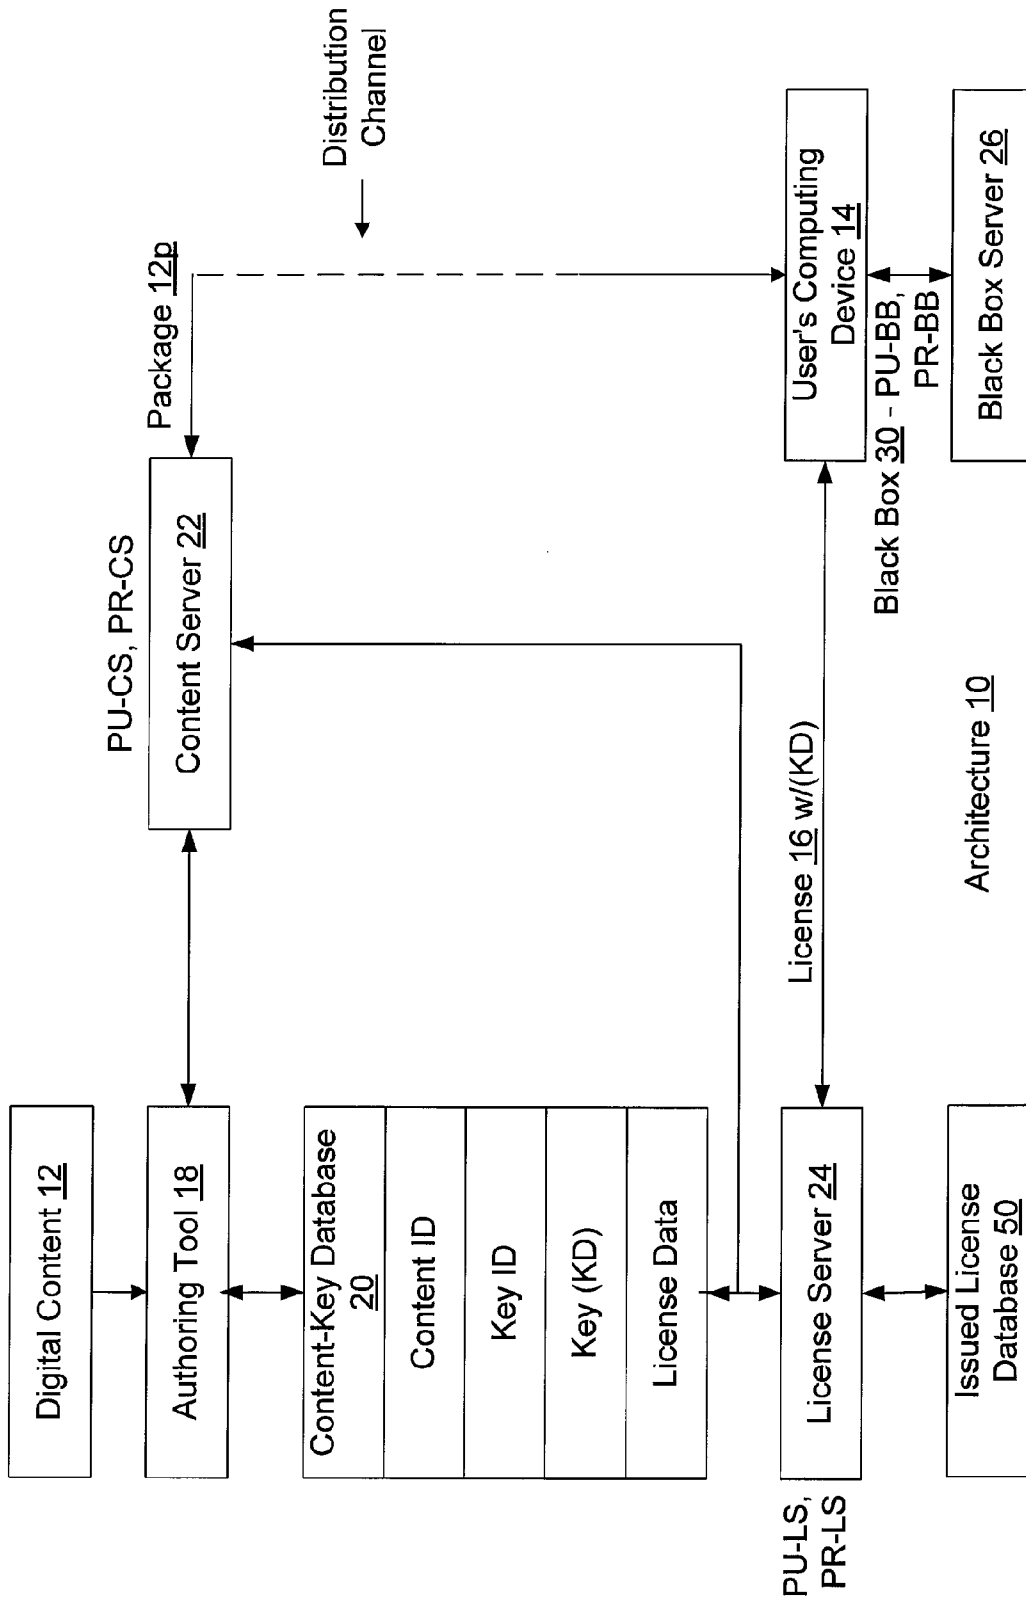 Digital Content 12
Authoring Tool 18
Content-Key Database
20
Content ID
Key ID
Key (KD)
License Data
PU-LS,
PR-LS
License Server 24
Issued License
Database 50
PU-CS, PR-CS
Content Server 22
Package 12p
Distribution
Channel
License 16 w/(KD)
User's Computing
Device 14
Black Box 30 - PU-BB,
PR-BB
Black Box Server 26
Architecture 10